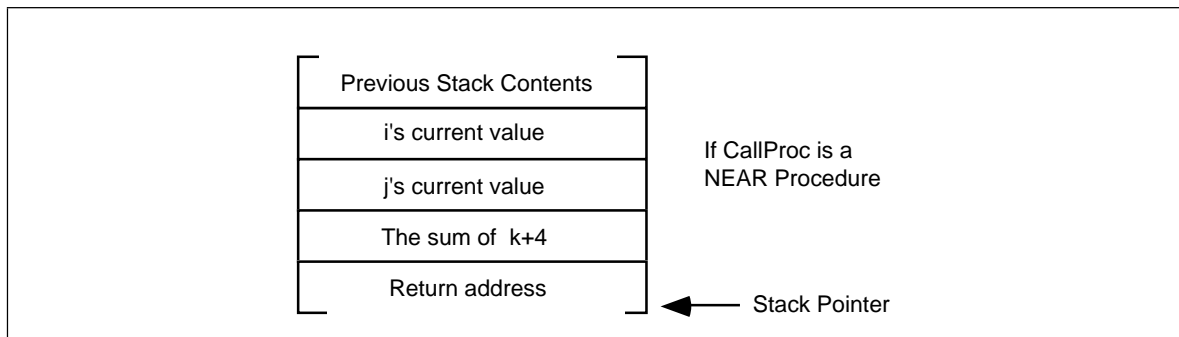 Previous Stack Contents
i's current value
j's current value
The sum of k+4
Return address
If CallProc is a
NEAR Procedure
Stack Pointer